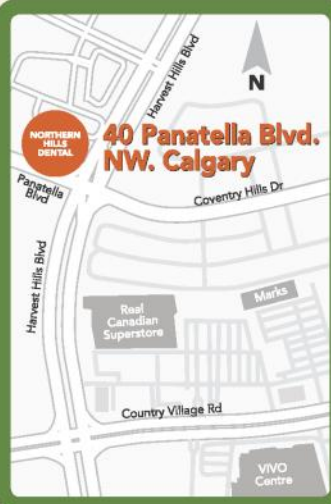 Harvest Hills Blvd
N
NORTHERN
HILLS
DENTAL
40 Panatella Blvd.
NW. Calgary
Panatella
Blvd
Coventry Hills Dr
Harvest Hills Blvd
Real
Canadian
Superstore
Marks
Country Village Rd
VIVO
Centre